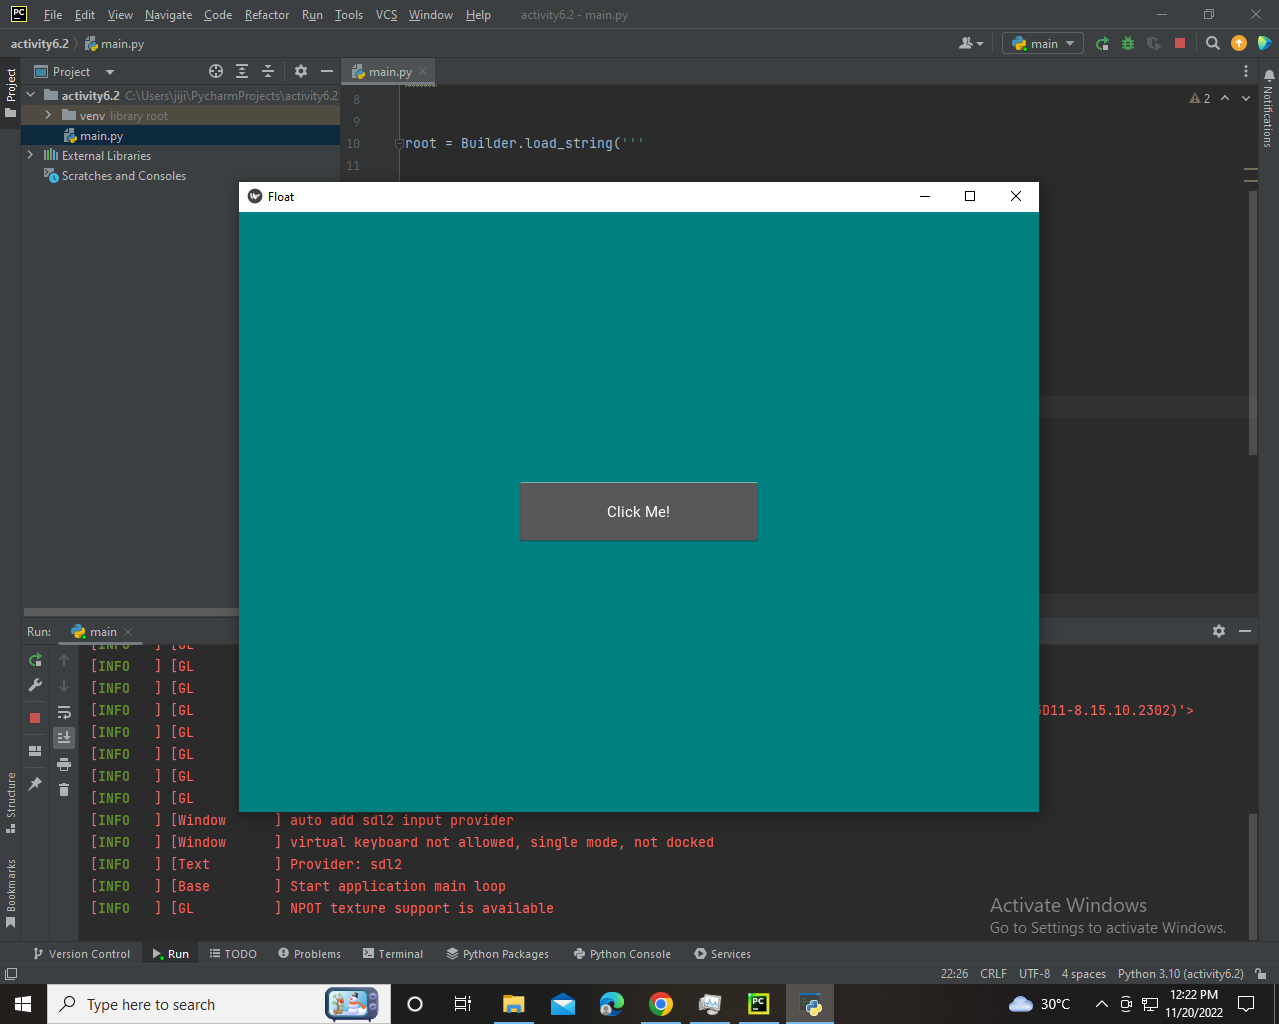 PC File Edit View Navigate Code Refactor Run Tools VCS Window Help activity6.2 - main.py
activity6.2 main.py main
Project main.py
Project
Notifications
activity6.2 C:\Users\jiji\PycharmProjects\activity6.2
venv library root
main.py
External Libraries
Scratches and Consoles
8
9
10 root = Builder.load_string('''
11
2
Float
Click Me!
Run: main
[INFO ] [GL
[INFO ] [GL
[INFO ] [GL
[INFO ] [GL D11-8.15.10.2302)'>
[INFO ] [GL
[INFO ] [GL
[INFO ] [GL
[INFO ] [GL
[INFO ] [Window ] auto add sdl2 input provider
[INFO ] [Window ] virtual keyboard not allowed, single mode, not docked
[INFO ] [Text ] Provider: sdl2
[INFO ] [Base ] Start application main loop
[INFO ] [GL ] NPOT texture support is available
Structure
Bookmarks
Activate Windows
Go to Settings to activate Windows.
Version Control Run TODO Problems Terminal Python Packages Python Console Services
22:26 CRLF UTF-8 4 spaces Python 3.10 (activity6.2)
Type here to search
PC
30°C
12:22 PM
11/20/2022